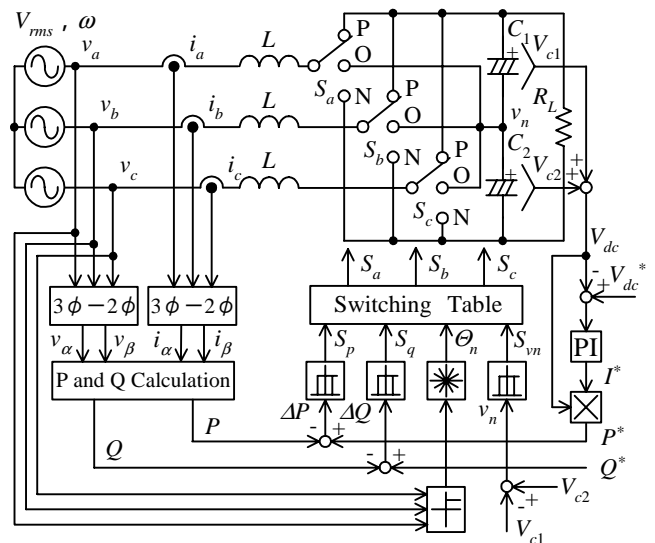 V_rms, ω
v_a i_a L P C_1 + V_c1
O
S_a N R_L
v_b i_b L P v_n
O
S_b N C_2 + V_c2
v_c i_c L P + +
O
S_c N
V_dc
S_a S_b S_c
- + V_dc*
3φ−2φ 3φ−2φ Switching Table
v_α v_β i_α i_β S_p S_q Θ_n S_vn PI
P and Q Calculation I*
ΔP ΔQ v_n
P - + P*
Q - + Q*
- + V_c2
V_c1